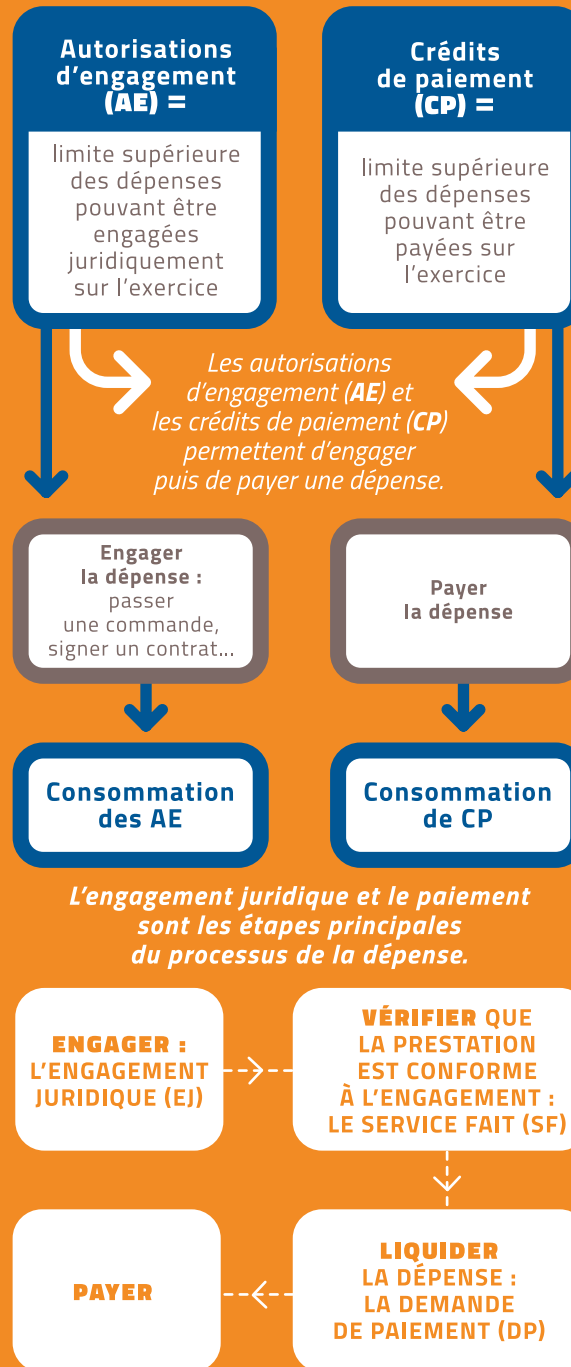 Autorisations
d'engagement
(AE) =
limite supérieure
des dépenses
pouvant être
engagées
juridiquement
sur l'exercice
Crédits
de paiement
(CP) =
limite supérieure
des dépenses
pouvant être
payées sur
l'exercice
Les autorisations
d'engagement (AE) et
les crédits de paiement (CP)
permettent d'engager
puis de payer une dépense.
Engager
la dépense :
passer
une commande,
signer un contrat...
Payer
la dépense
Consommation
des AE
Consommation
de CP
L'engagement juridique et le paiement
sont les étapes principales
du processus de la dépense.
ENGAGER :
L'ENGAGEMENT
JURIDIQUE (EJ)
VÉRIFIER QUE
LA PRESTATION
EST CONFORME
À L'ENGAGEMENT :
LE SERVICE FAIT (SF)
LIQUIDER
LA DÉPENSE :
LA DEMANDE
DE PAIEMENT (DP)
PAYER